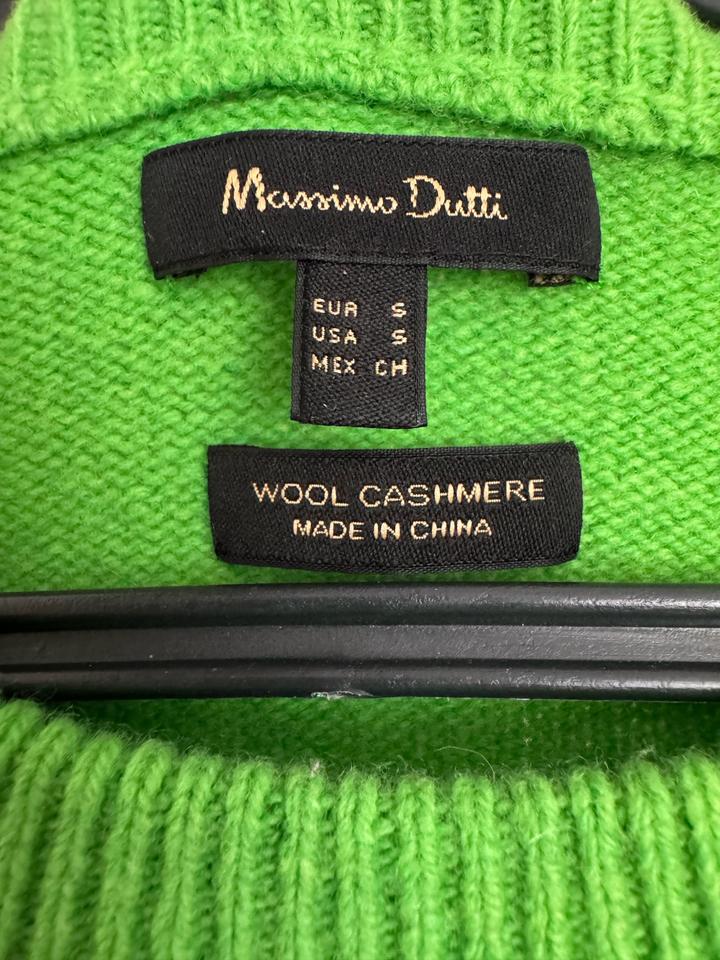 Massimo Dutti
EUR S
USA S
MEX CH
WOOL CASHMERE
MADE IN CHINA